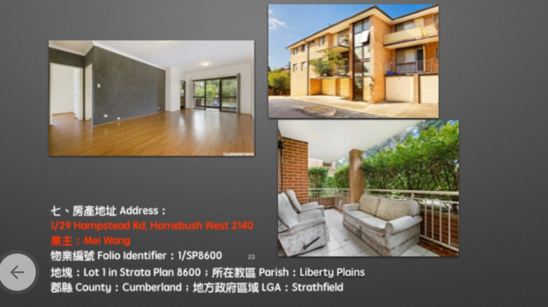 七、房產地址 Address：
1/29 Hampstead Rd, Homebush West 2140
業主：Mei Wang
物業編號 Folio Identifier：1/SP8600
23
地塊：Lot 1 in Strata Plan 8600；所在教區 Parish：Liberty Plains
郡縣 County：Cumberland；地方政府區域 LGA：Strathfield